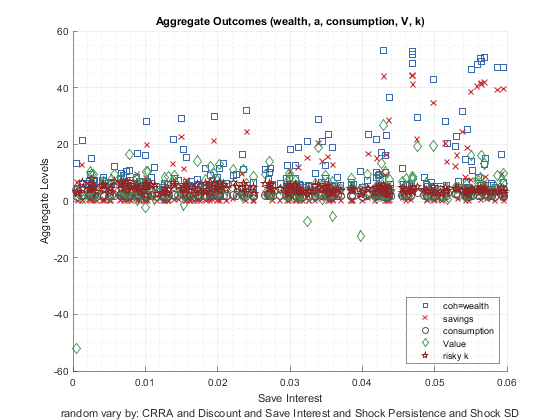 Aggregate Outcomes (wealth, a, consumption, V, k)
60
40
20
0
-20
-40
-60
Aggregate Levels
0
0.01
0.02
0.03
0.04
0.05
0.06
coh=wealth
savings
consumption
Value
risky k
Save Interest
random vary by: CRRA and Discount and Save Interest and Shock Persistence and Shock SD